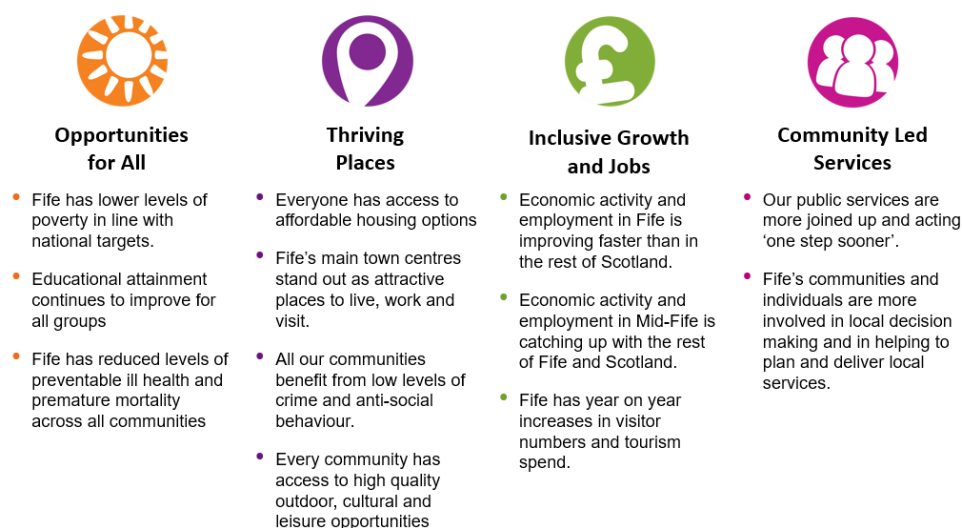 Opportunities
for All
Fife has lower levels of
poverty in line with
national targets.
Educational attainment
continues to improve for
all groups
Fife has reduced levels of
preventable ill health and
premature mortality
across all communities
Thriving
Places
Everyone has access to
affordable housing options
Fife's main town centres
stand out as attractive
places to live, work and
visit.
All our communities
benefit from low levels of
crime and anti-social
behaviour.
Every community has
access to high quality
outdoor, cultural and
leisure opportunities
£
Inclusive Growth
and Jobs
Economic activity and
employment in Fife is
improving faster than in
the rest of Scotland.
Economic activity and
employment in Mid-Fife is
catching up with the rest
of Fife and Scotland.
Fife has year on year
increases in visitor
numbers and tourism
spend.
Community Led
Services
Our public services are
more joined up and acting
'one step sooner'.
Fife's communities and
individuals are more
involved in local decision
making and in helping to
plan and deliver local
services.